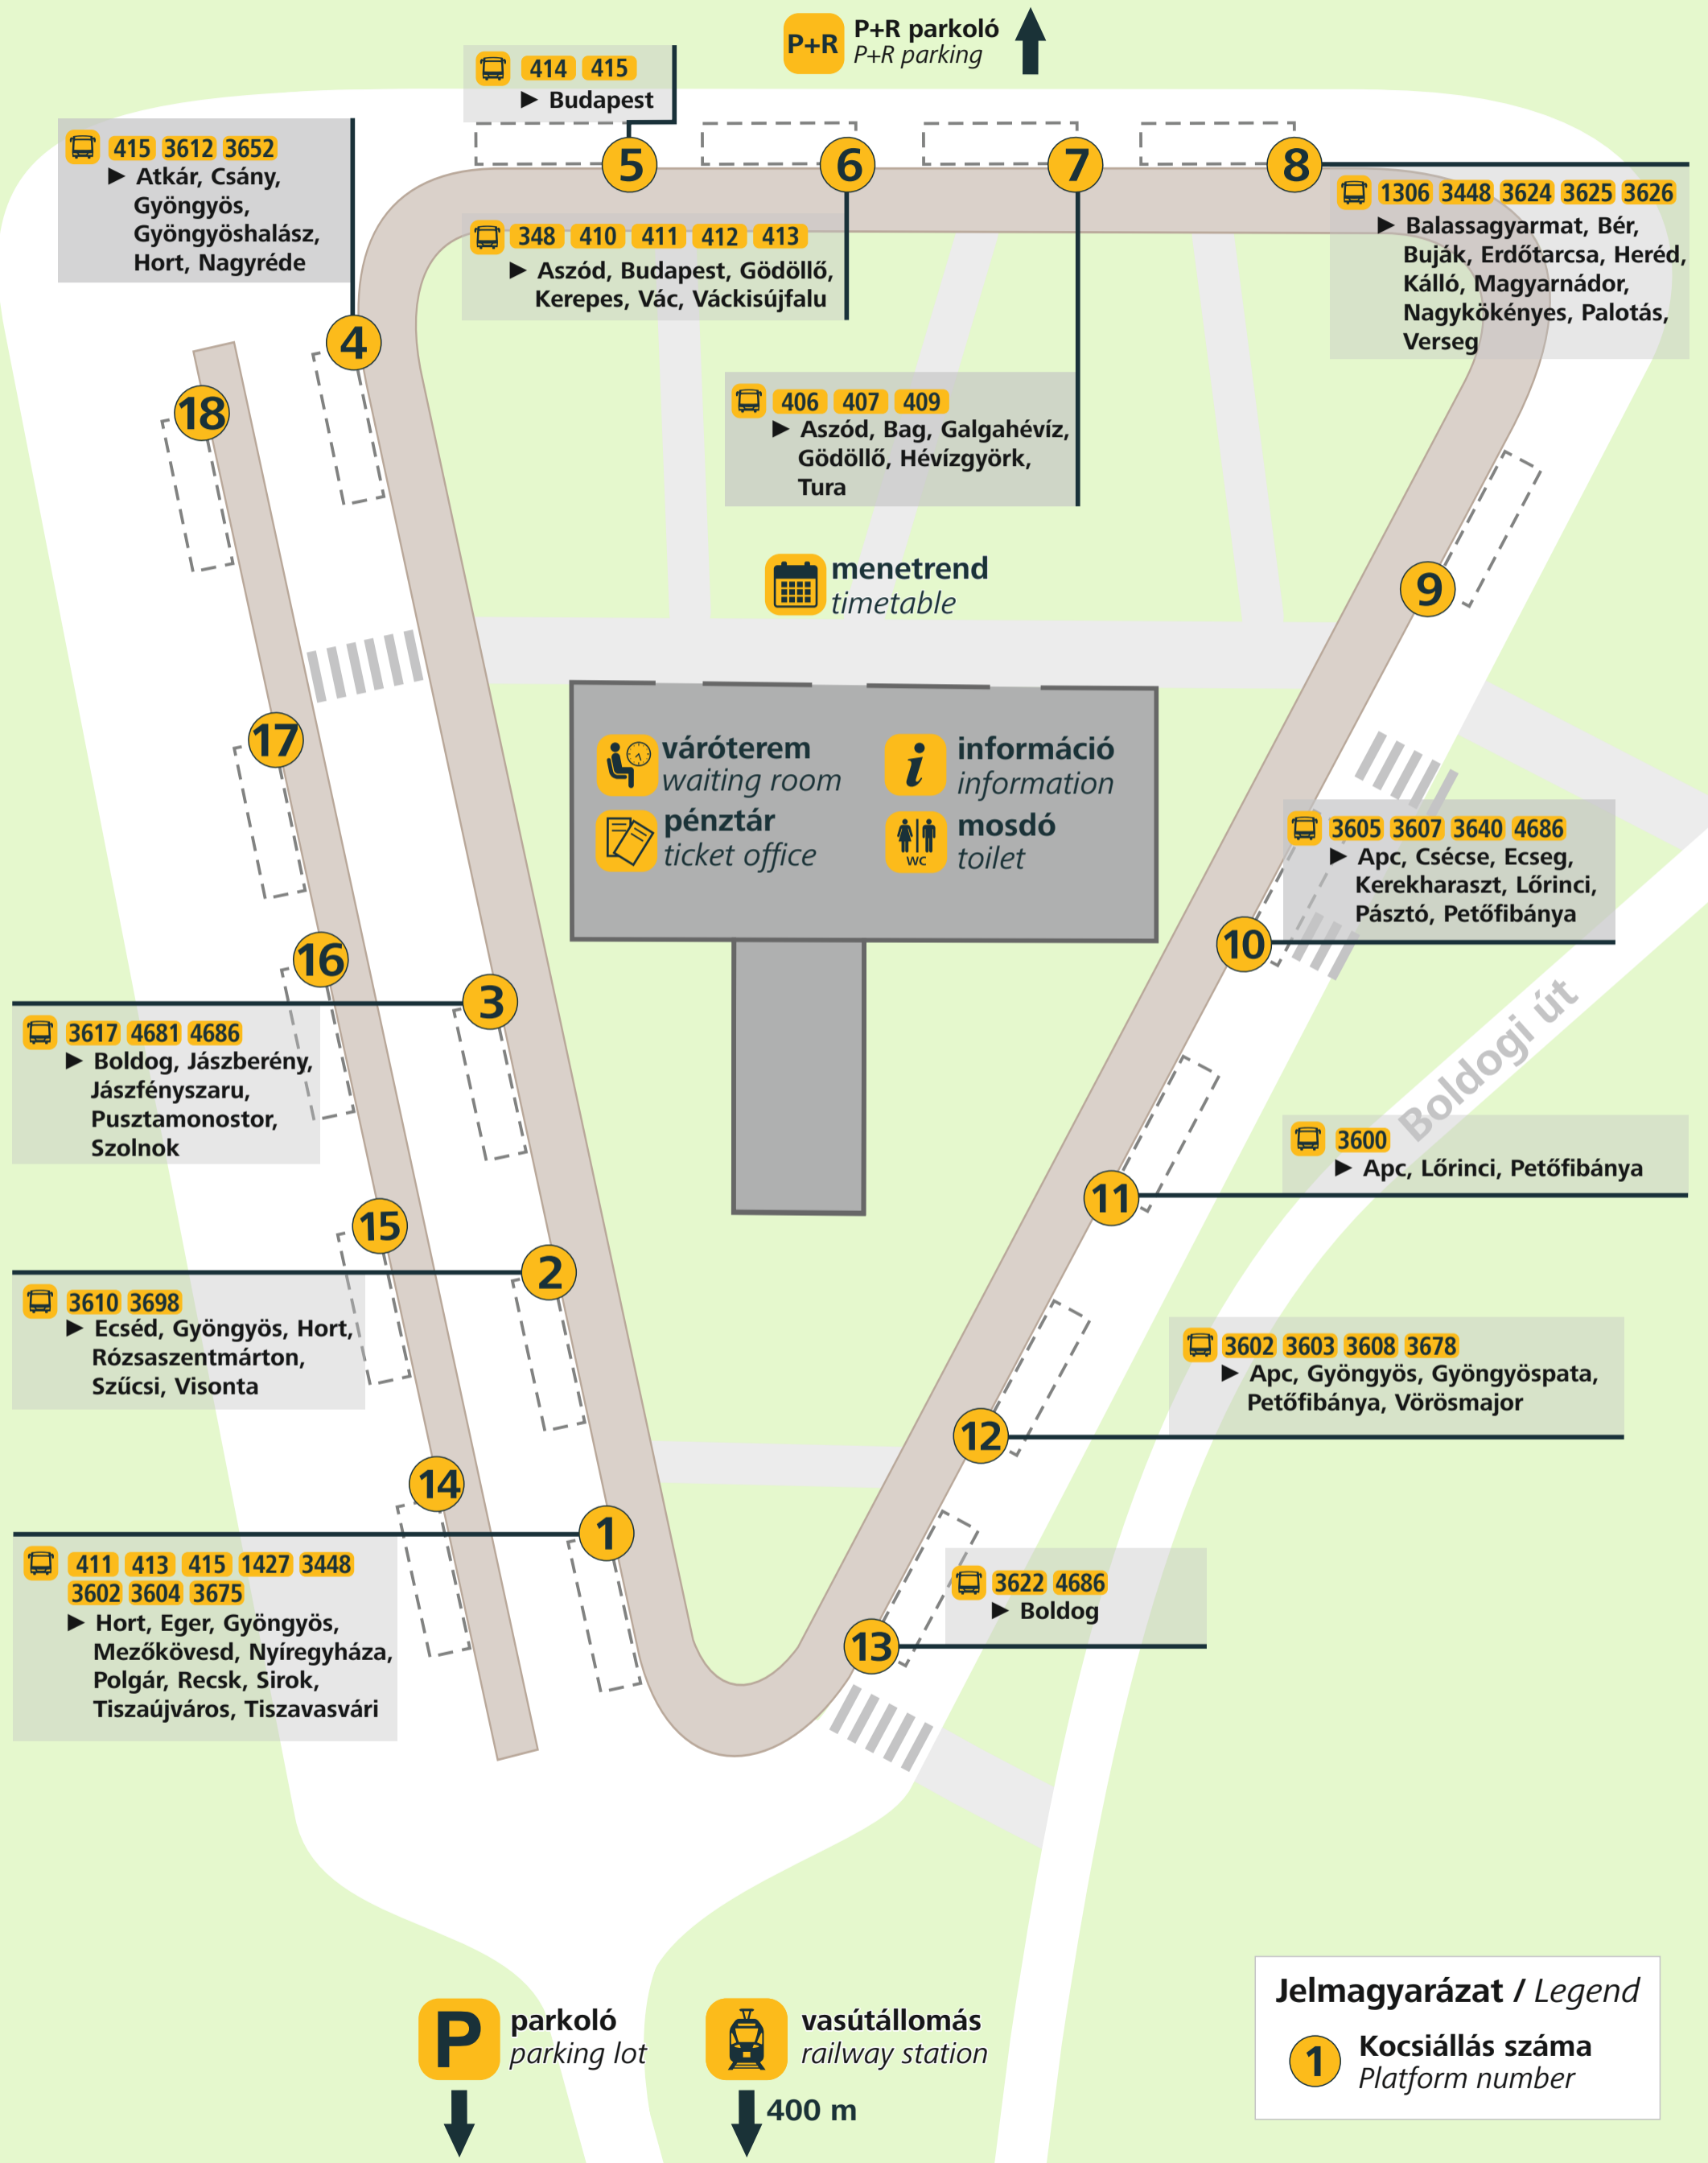 P+R
P+R parkoló
P+R parking
414 415
► Budapest
415 3612 3652
► Atkár, Csány,
Gyöngyös,
Gyöngyöshalász,
Hort, Nagyréde
5
6
7
8
348 410 411 412 413
► Aszód, Budapest, Gödöllő,
Kerepes, Vác, Váckisújfalu
1306 3448 3624 3625 3626
► Balassagyarmat, Bér,
Buják, Erdőtarcsa, Heréd,
Kálló, Magyarnádor,
Nagykökényes, Palotás,
Verseg
4
18
406 407 409
► Aszód, Bag, Galgahévíz,
Gödöllő, Hévízgyörk,
Tura
menetrend
timetable
9
17
váróterem
waiting room
információ
information
pénztár
ticket office
WC
mosdó
toilet
3605 3607 3640 4686
► Apc, Csécse, Ecseg,
Kerekharaszt, Lőrinci,
Pásztó, Petőfibánya
10
16
3
3617 4681 4686
► Boldog, Jászberény,
Jászfényszaru,
Pusztamonostor,
Szolnok
Boldogi út
3600
► Apc, Lőrinci, Petőfibánya
11
15
2
3610 3698
► Ecséd, Gyöngyös, Hort,
Rózsaszentmárton,
Szűcsi, Visonta
3602 3603 3608 3678
► Apc, Gyöngyös, Gyöngyöspata,
Petőfibánya, Vörösmajor
12
14
1
411 413 415 1427 3448
3602 3604 3675
► Hort, Eger, Gyöngyös,
Mezőkövesd, Nyíregyháza,
Polgár, Recsk, Sirok,
Tiszaújváros, Tiszavasvári
3622 4686
► Boldog
13
P
parkoló
parking lot
vasútállomás
railway station
400 m
Jelmagyarázat / Legend
1
Kocsiállás száma
Platform number